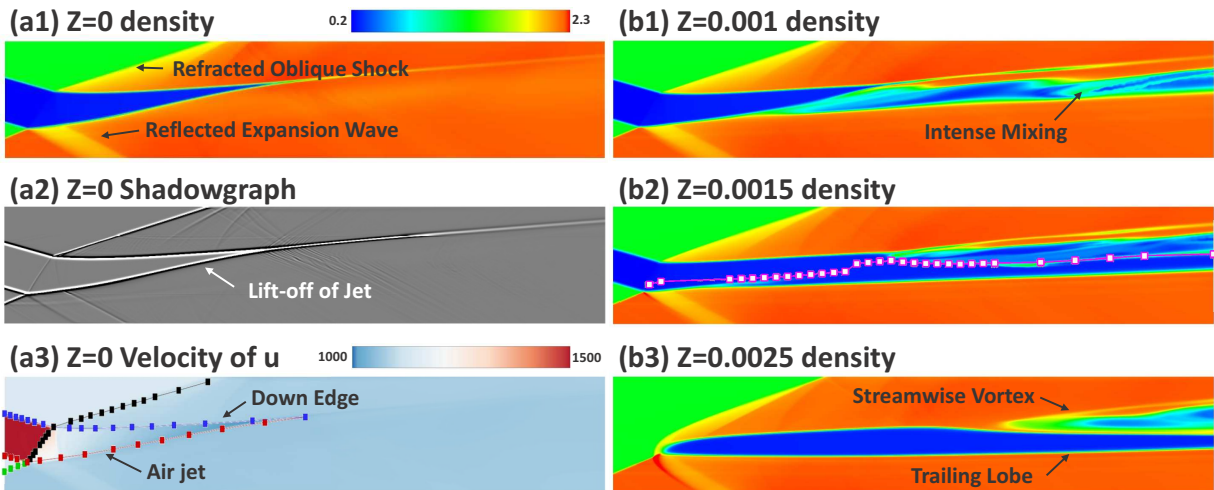 (a1) Z=0 density
0.2
2.3
Refracted Oblique Shock
Reflected Expansion Wave
(b1) Z=0.001 density
Intense Mixing
(a2) Z=0 Shadowgraph
Lift-off of Jet
(b2) Z=0.0015 density
(a3) Z=0 Velocity of u
1000
1500
Down Edge
Air jet
(b3) Z=0.0025 density
Streamwise Vortex
Trailing Lobe